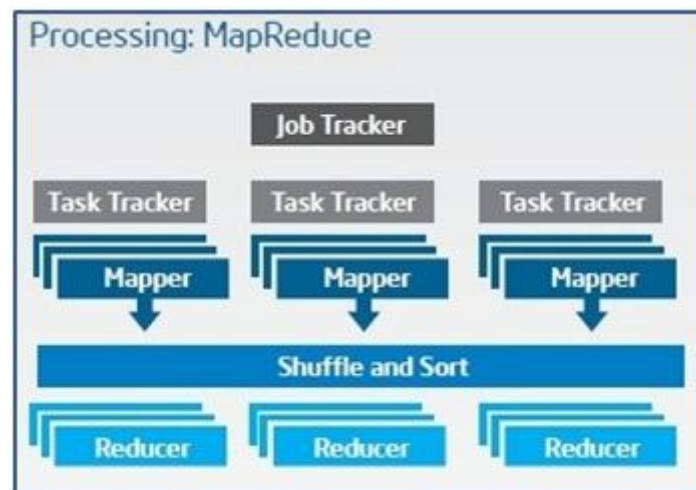 Processing: MapReduce
Job Tracker
Task Tracker Task Tracker Task Tracker
Mapper Mapper Mapper
Shuffle and Sort
Reducer Reducer Reducer